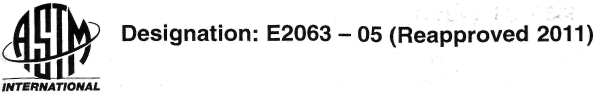 ASTM
INTERNATIONAL
Designation: E2063 – 05 (Reapproved 2011)